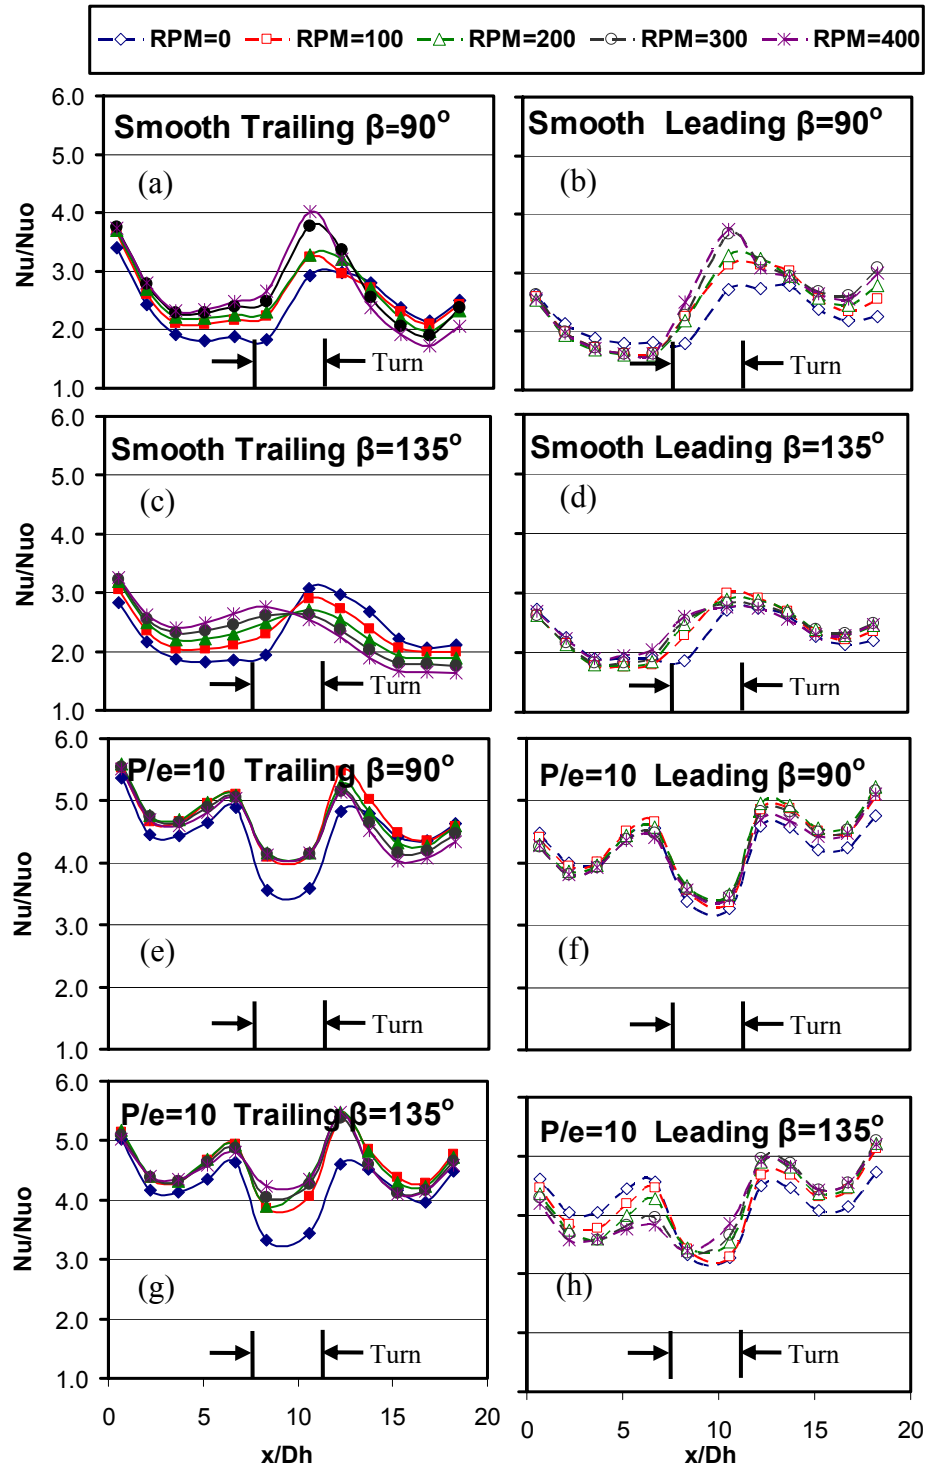 RPM=0 RPM=100 RPM=200 RPM=300 RPM=400
6.0
5.0
4.0
3.0
2.0
1.0
Nu/Nuo
Smooth Trailing β=90°
(a)
Turn
Smooth Leading β=90°
(b)
Turn
6.0
5.0
4.0
3.0
2.0
1.0
Nu/Nuo
Smooth Trailing β=135°
(c)
Turn
Smooth Leading β=135°
(d)
Turn
6.0
5.0
4.0
3.0
2.0
1.0
Nu/Nuo
P/e=10 Trailing β=90°
(e)
Turn
P/e=10 Leading β=90°
(f)
Turn
6.0
5.0
4.0
3.0
2.0
1.0
Nu/Nuo
P/e=10 Trailing β=135°
(g)
Turn
0 5 10 15 20
x/Dh
P/e=10 Leading β=135°
(h)
Turn
0 5 10 15 20
x/Dh